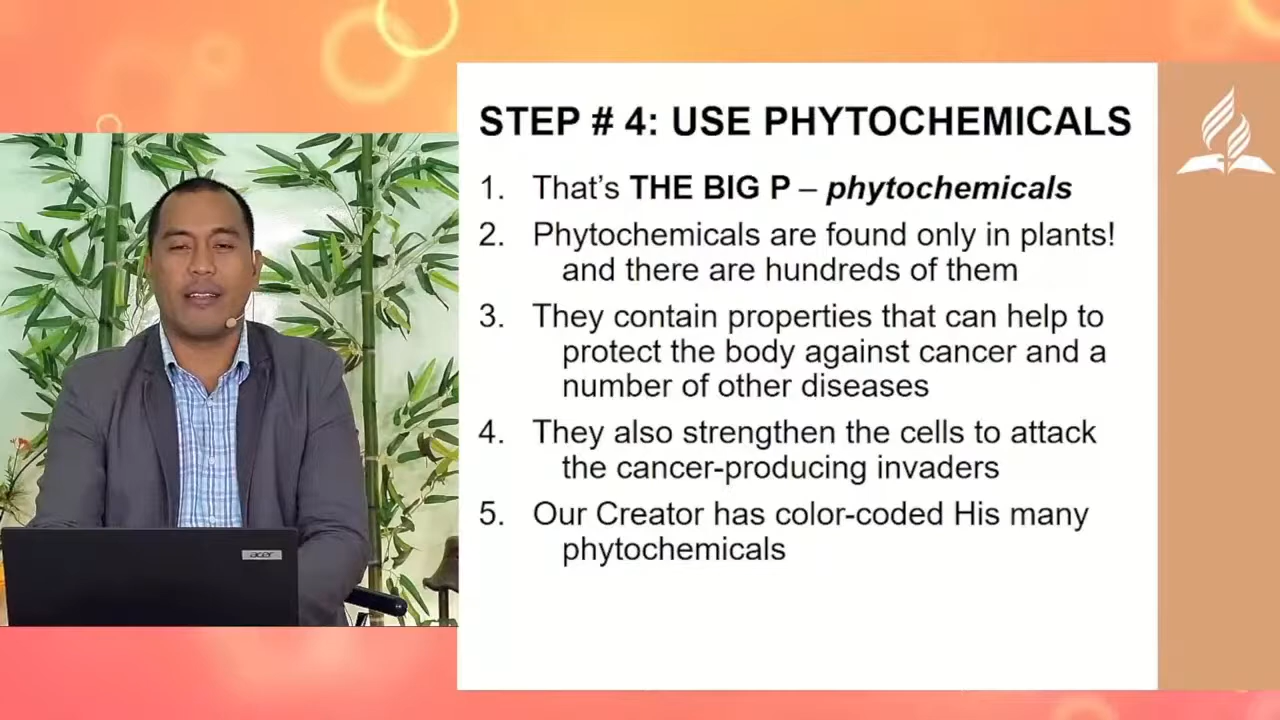 STEP # 4: USE PHYTOCHEMICALS
1. That's THE BIG P – phytochemicals
2. Phytochemicals are found only in plants!
and there are hundreds of them
3. They contain properties that can help to
protect the body against cancer and a
number of other diseases
4. They also strengthen the cells to attack
the cancer-producing invaders
5. Our Creator has color-coded His many
phytochemicals
acer